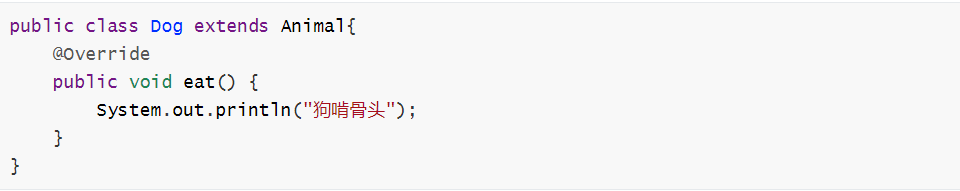 public class Dog extends Animal{
    @Override
    public void eat() {
        System.out.println("狗啃骨头");
    }
}